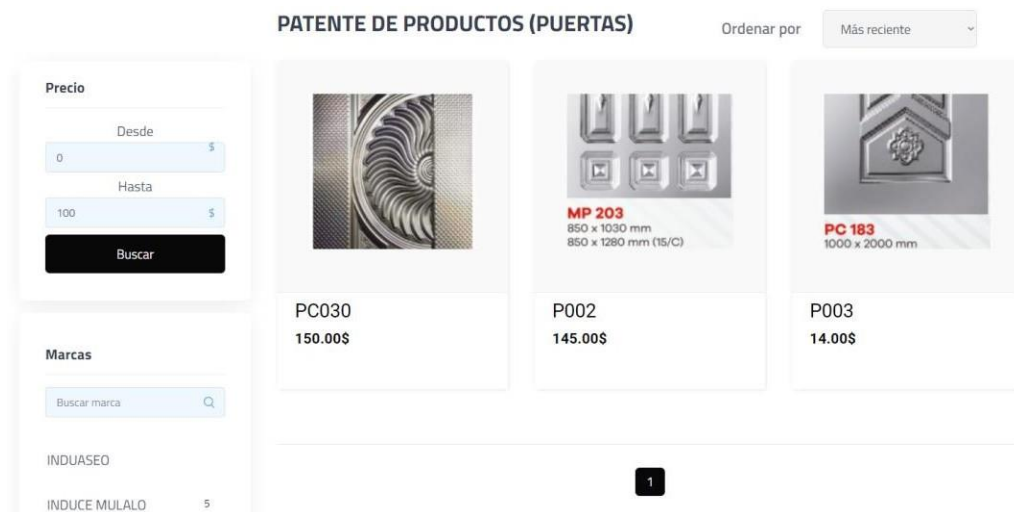 PATENTE DE PRODUCTOS (PUERTAS)
Ordenar por
Más reciente
Precio
Desde
0 $
Hasta
100 $
Buscar
Marcas
Buscar marca
INDUASEO
INDUCE MULALO 5
MP 203
850 x 1030 mm
850 x 1280 mm (15/C)
PC 183
1000 x 2000 mm
PC030
150.00$
P002
145.00$
P003
14.00$
1